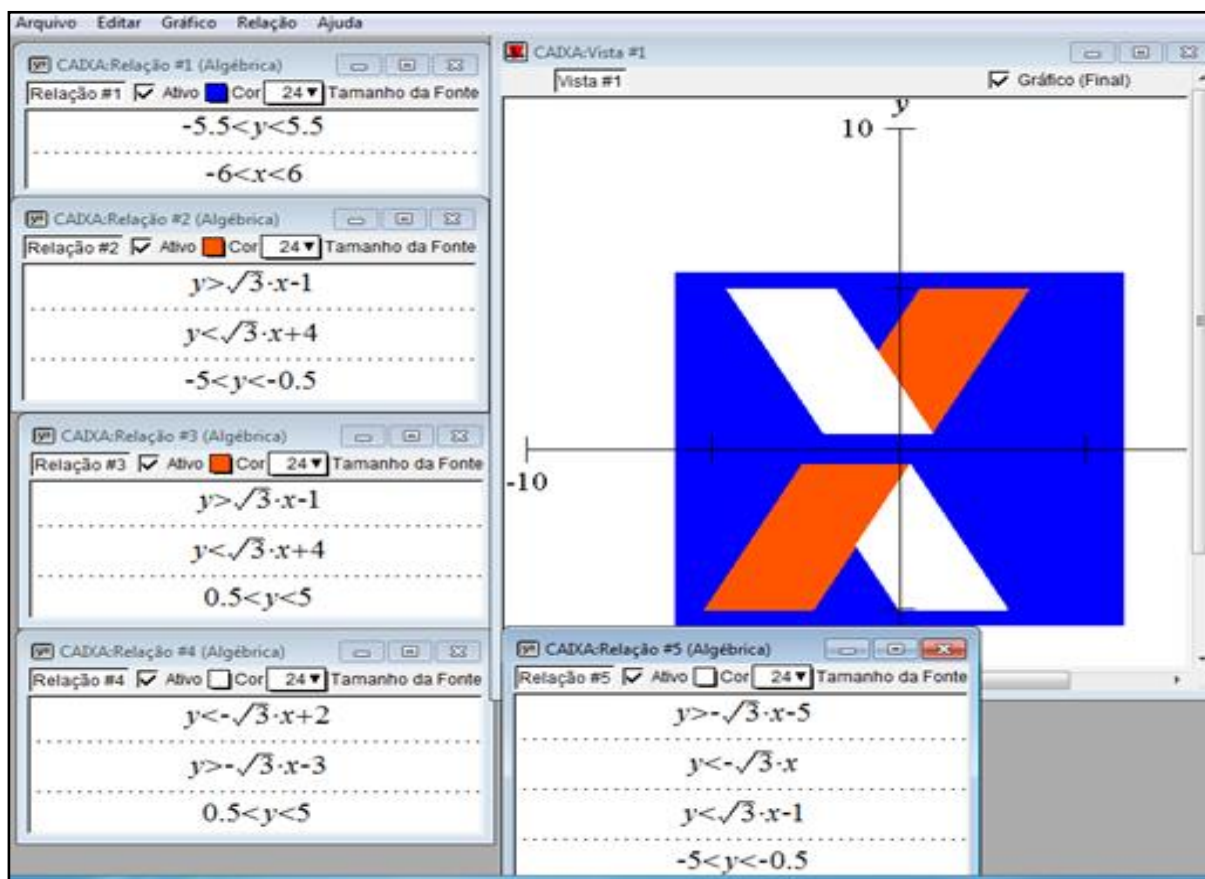 Arquivo Editar Gráfico Relação Ajuda
CAIXA:Relação #1 (Algébrica)
Relação #1 Ativo Cor 24▼ Tamanho da Fonte
-5.5<y<5.5
-6<x<6
CAIXA:Relação #2 (Algébrica)
Relação #2 Ativo Cor 24▼ Tamanho da Fonte
y>√3·x-1
y<√3·x+4
-5<y<-0.5
CAIXA:Relação #3 (Algébrica)
Relação #3 Ativo Cor 24▼ Tamanho da Fonte
y>√3·x-1
y<√3·x+4
0.5<y<5
CAIXA:Relação #4 (Algébrica)
Relação #4 Ativo Cor 24▼ Tamanho da Fonte
y<-√3·x+2
y>-√3·x-3
0.5<y<5
CAIXA:Vista #1
Vista #1 Gráfico (Final)
y
10
-10
CAIXA:Relação #5 (Algébrica)
Relação #5 Ativo Cor 24▼ Tamanho da Fonte
y>-√3·x-5
y<-√3·x
y<√3·x-1
-5<y<-0.5